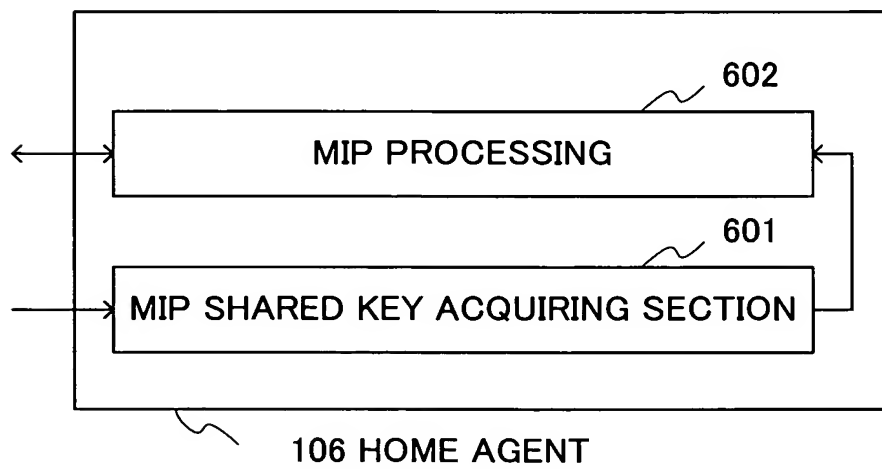 602
MIP PROCESSING
601
MIP SHARED KEY ACQUIRING SECTION
106 HOME AGENT